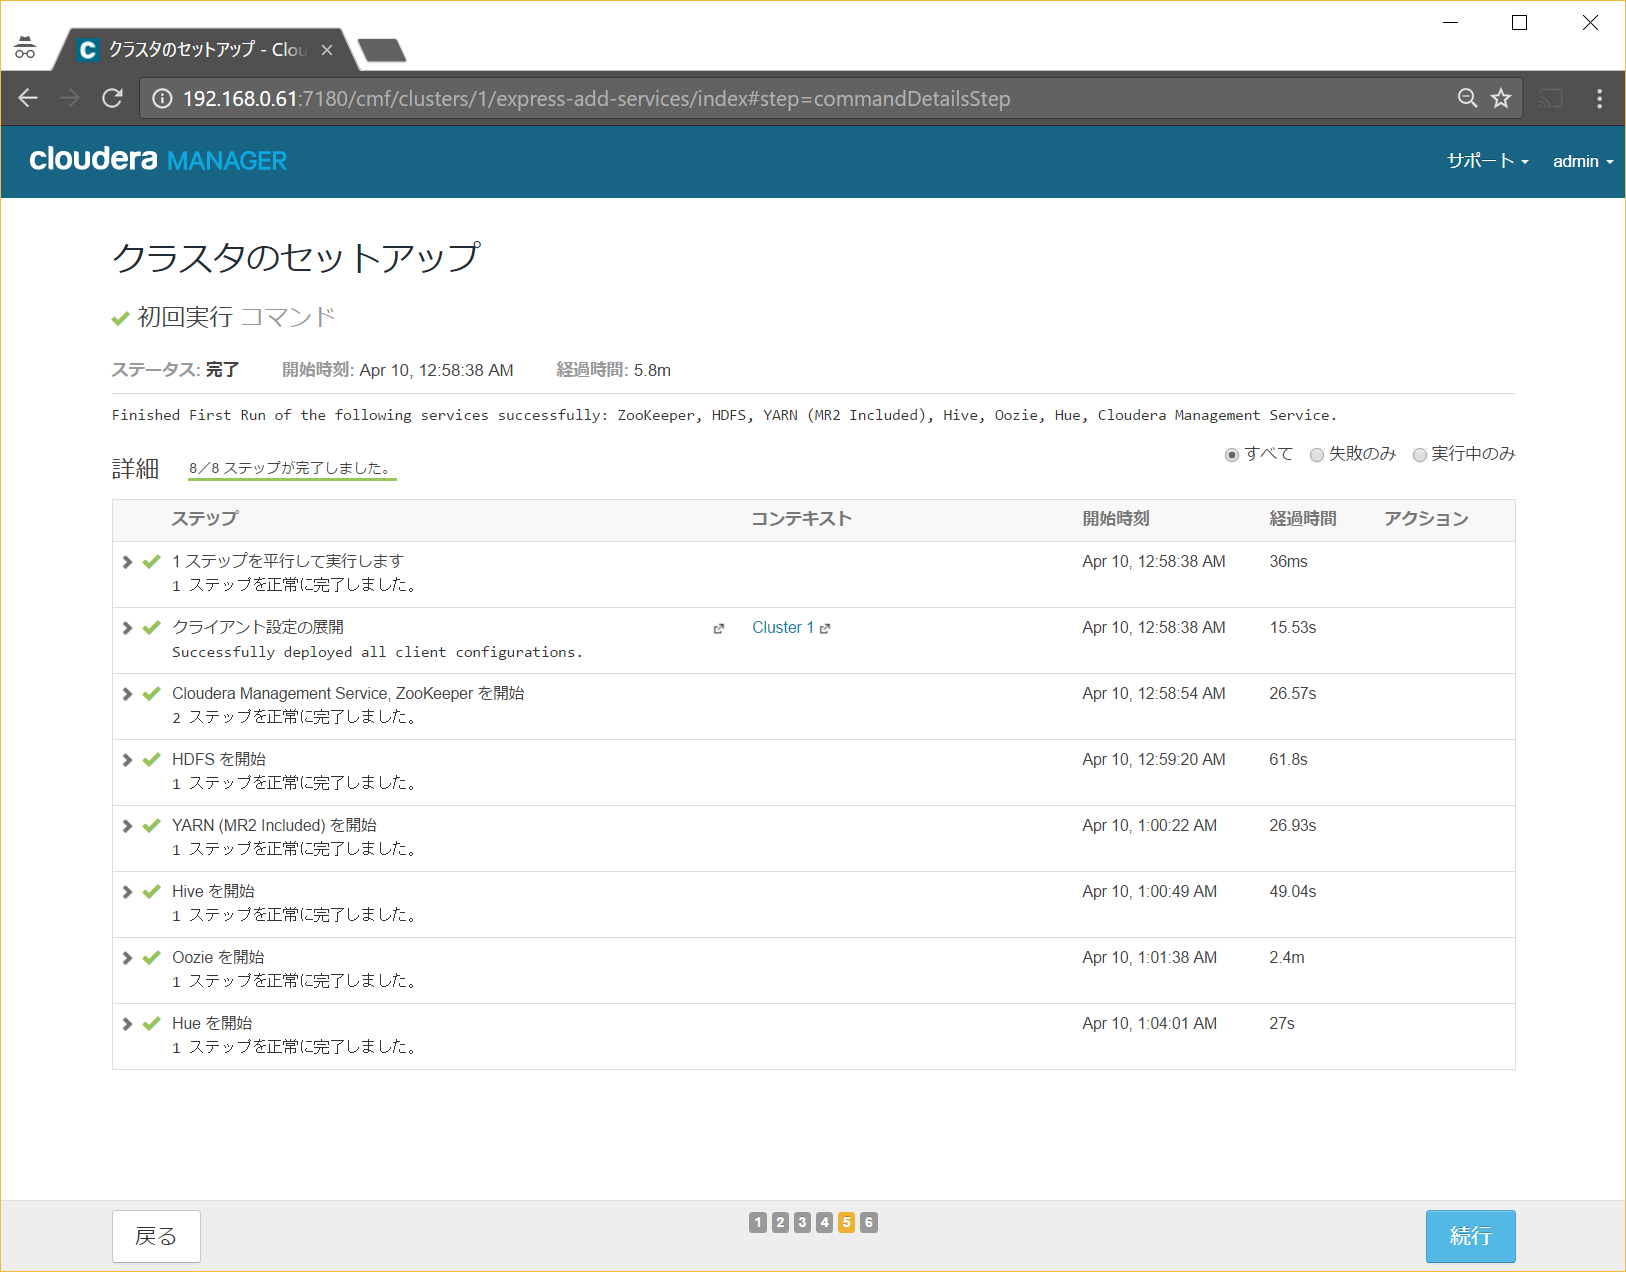 クラスタのセットアップ - Clou
192.168.0.61:7180/cmf/clusters/1/express-add-services/index#step=commandDetailsStep
cloudera MANAGER
サポート
admin
クラスタのセットアップ
初回実行 コマンド
ステータス: 完了 開始時刻: Apr 10, 12:58:38 AM 経過時間: 5.8m
Finished First Run of the following services successfully: ZooKeeper, HDFS, YARN (MR2 Included), Hive, Oozie, Hue, Cloudera Management Service.
詳細 8/8 ステップが完了しました。
すべて 失敗のみ 実行中のみ
ステップ コンテキスト 開始時刻 経過時間 アクション
1 ステップを平行して実行します Apr 10, 12:58:38 AM 36ms
1 ステップを正常に完了しました。
クライアント設定の展開 Cluster 1 Apr 10, 12:58:38 AM 15.53s
Successfully deployed all client configurations.
Cloudera Management Service, ZooKeeper を開始 Apr 10, 12:58:54 AM 26.57s
2 ステップを正常に完了しました。
HDFS を開始 Apr 10, 12:59:20 AM 61.8s
1 ステップを正常に完了しました。
YARN (MR2 Included) を開始 Apr 10, 1:00:22 AM 26.93s
1 ステップを正常に完了しました。
Hive を開始 Apr 10, 1:00:49 AM 49.04s
1 ステップを正常に完了しました。
Oozie を開始 Apr 10, 1:01:38 AM 2.4m
1 ステップを正常に完了しました。
Hue を開始 Apr 10, 1:04:01 AM 27s
1 ステップを正常に完了しました。
戻る
1 2 3 4 5 6
続行